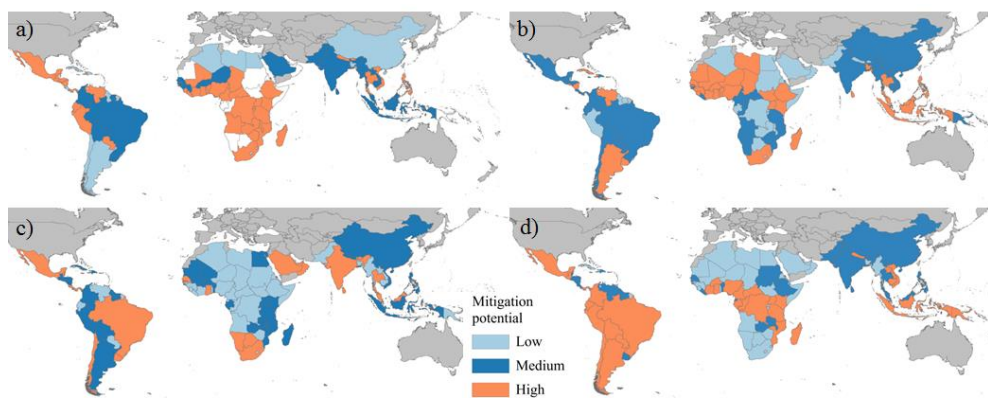 a)
b)
c)
d)
Mitigation
potential
Low
Medium
High